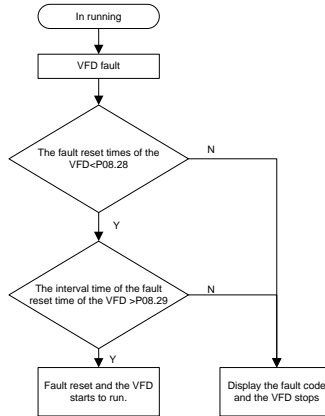 In running
VFD fault
The fault reset times of the
VFD<P08.28
N
Y
The interval time of the fault
reset time of the VFD >P08.29
N
Y
Fault reset and the VFD
starts to run.
Display the fault code
and the VFD stops